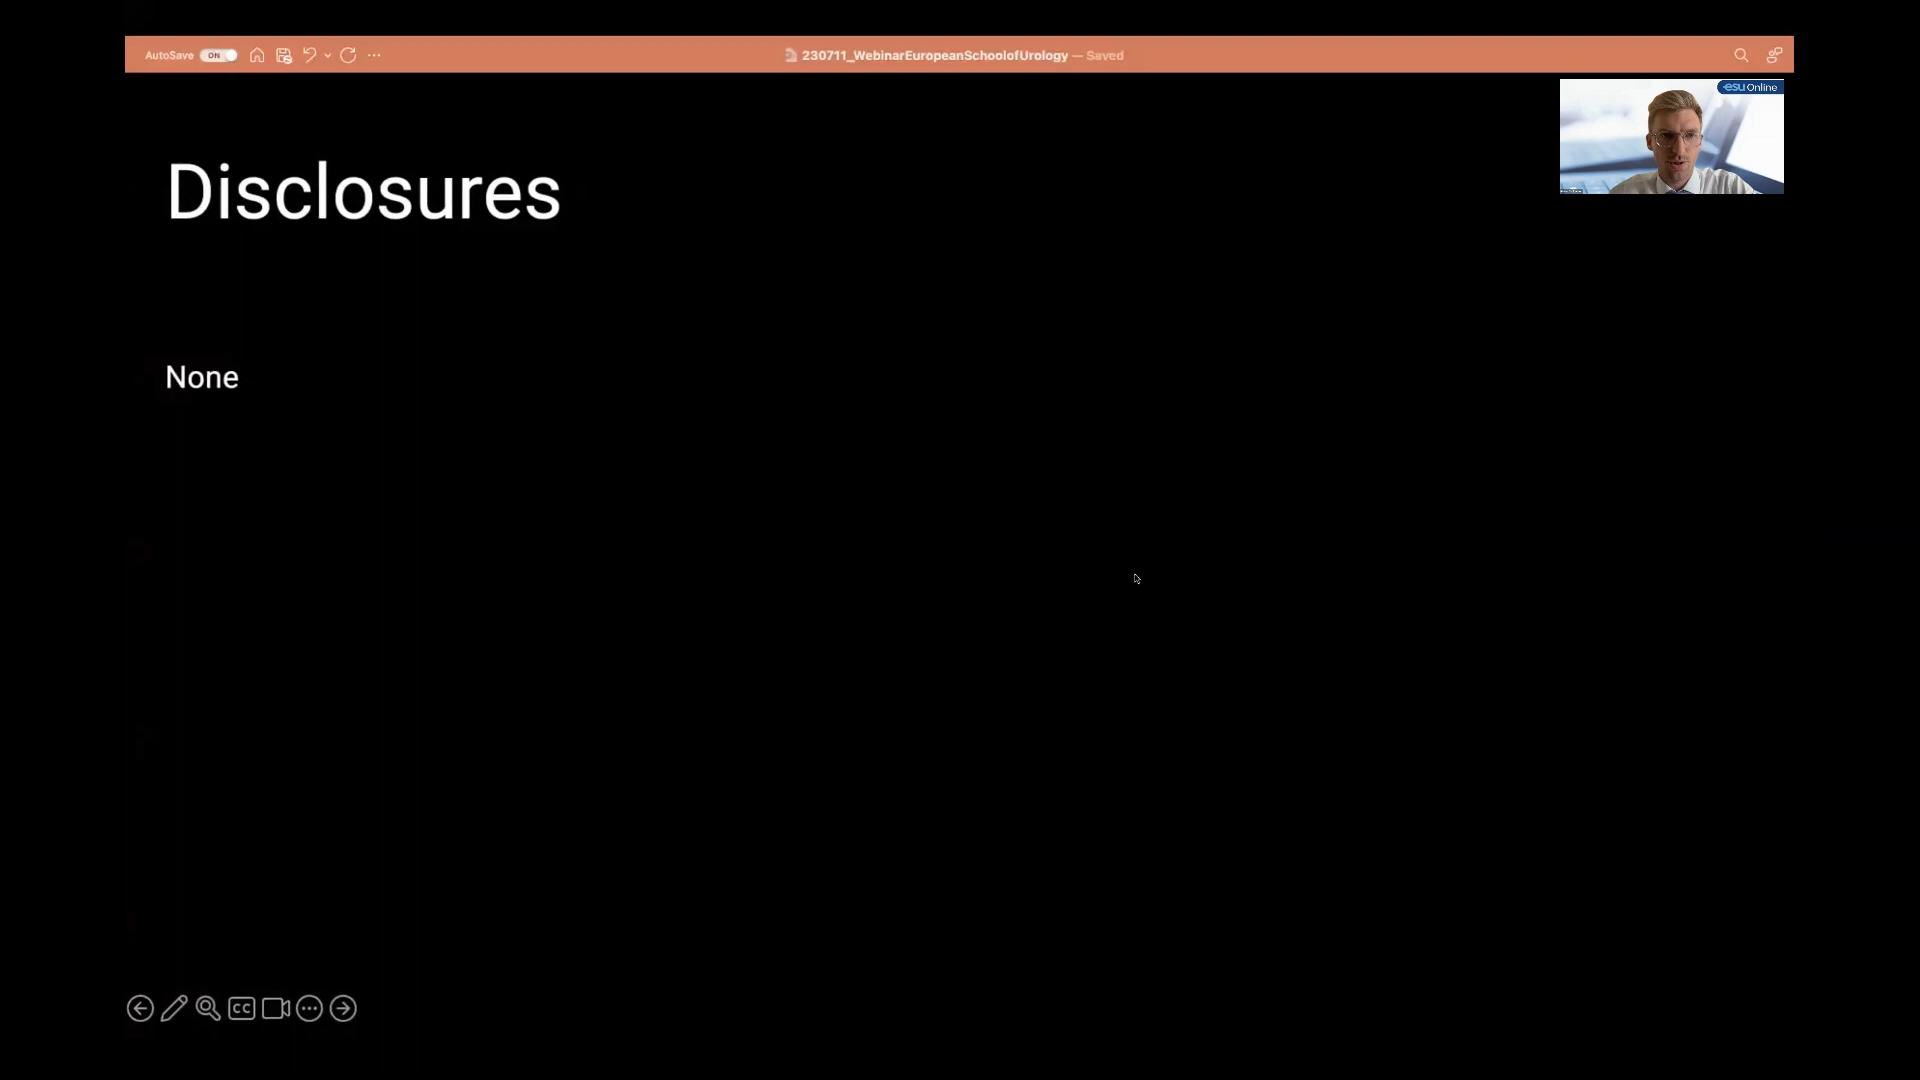 AutoSave ON
230711_WebinarEuropeanSchoolofUrology — Saved
esu Online
Disclosures
None
CC